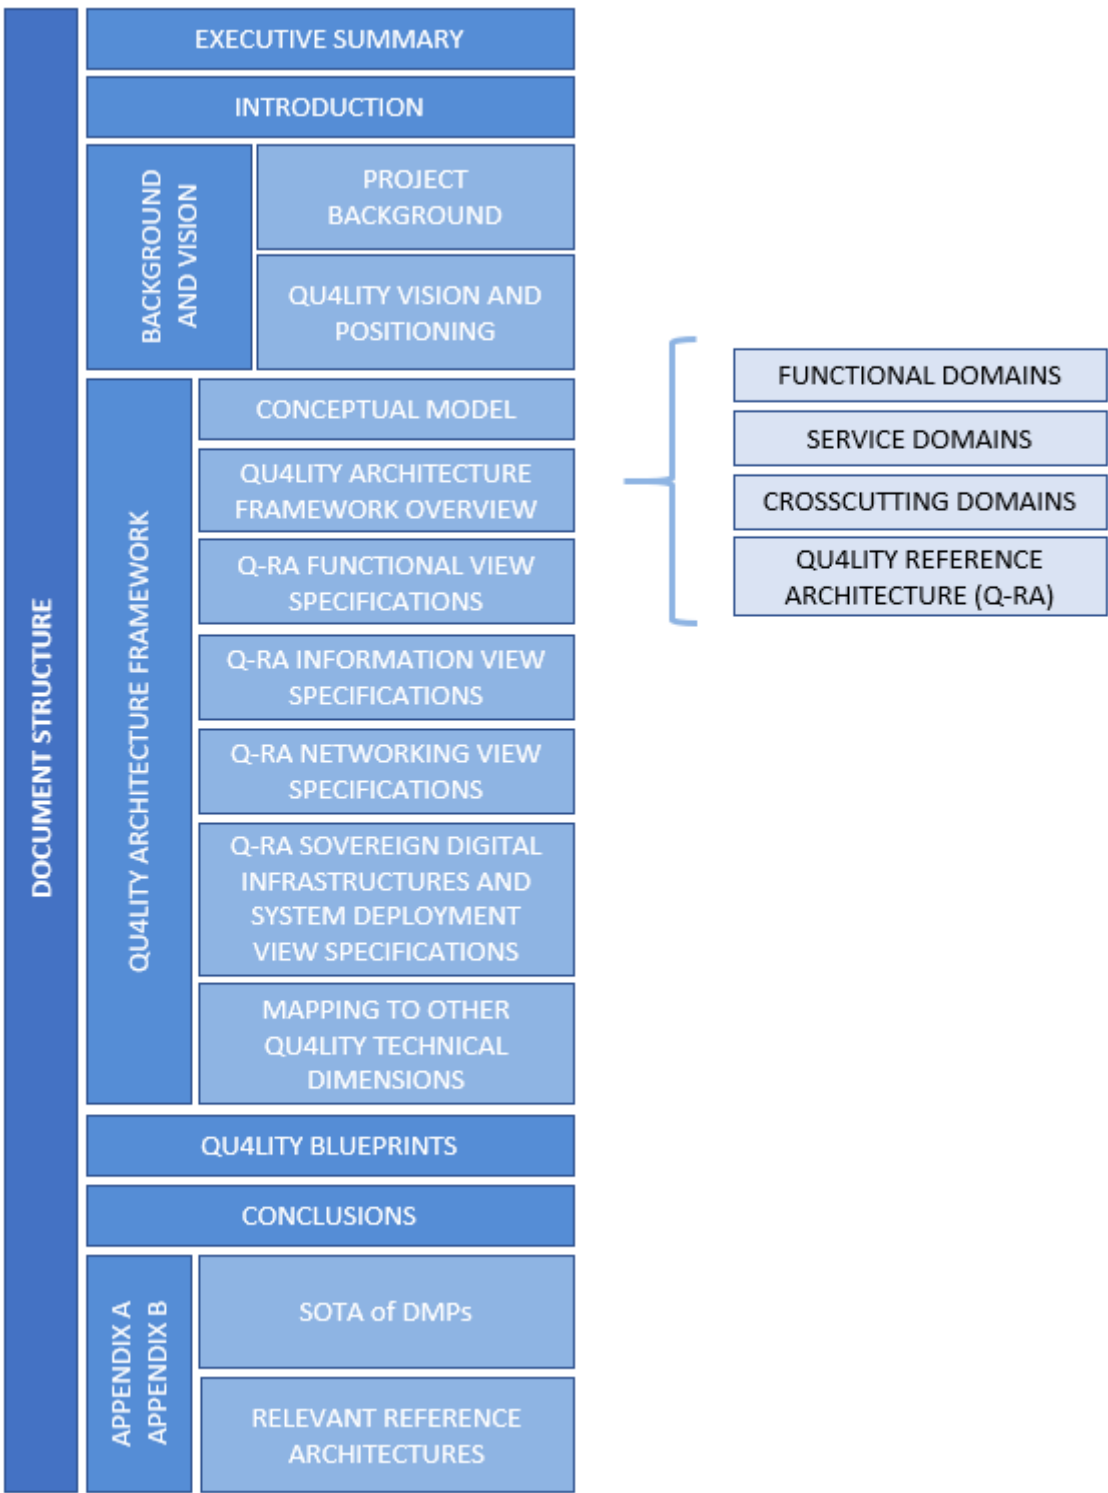 DOCUMENT STRUCTURE
EXECUTIVE SUMMARY
INTRODUCTION
BACKGROUND
AND VISION
PROJECT
BACKGROUND
QU4LITY VISION AND
POSITIONING
QU4LITY ARCHITECTURE FRAMEWORK
CONCEPTUAL MODEL
QU4LITY ARCHITECTURE
FRAMEWORK OVERVIEW
FUNCTIONAL DOMAINS
SERVICE DOMAINS
CROSSCUTTING DOMAINS
QU4LITY REFERENCE
ARCHITECTURE (Q-RA)
Q-RA FUNCTIONAL VIEW
SPECIFICATIONS
Q-RA INFORMATION VIEW
SPECIFICATIONS
Q-RA NETWORKING VIEW
SPECIFICATIONS
Q-RA SOVEREIGN DIGITAL
INFRASTRUCTURES AND
SYSTEM DEPLOYMENT
VIEW SPECIFICATIONS
MAPPING TO OTHER
QU4LITY TECHNICAL
DIMENSIONS
QU4LITY BLUEPRINTS
CONCLUSIONS
APPENDIX A
APPENDIX B
SOTA of DMPs
RELEVANT REFERENCE
ARCHITECTURES